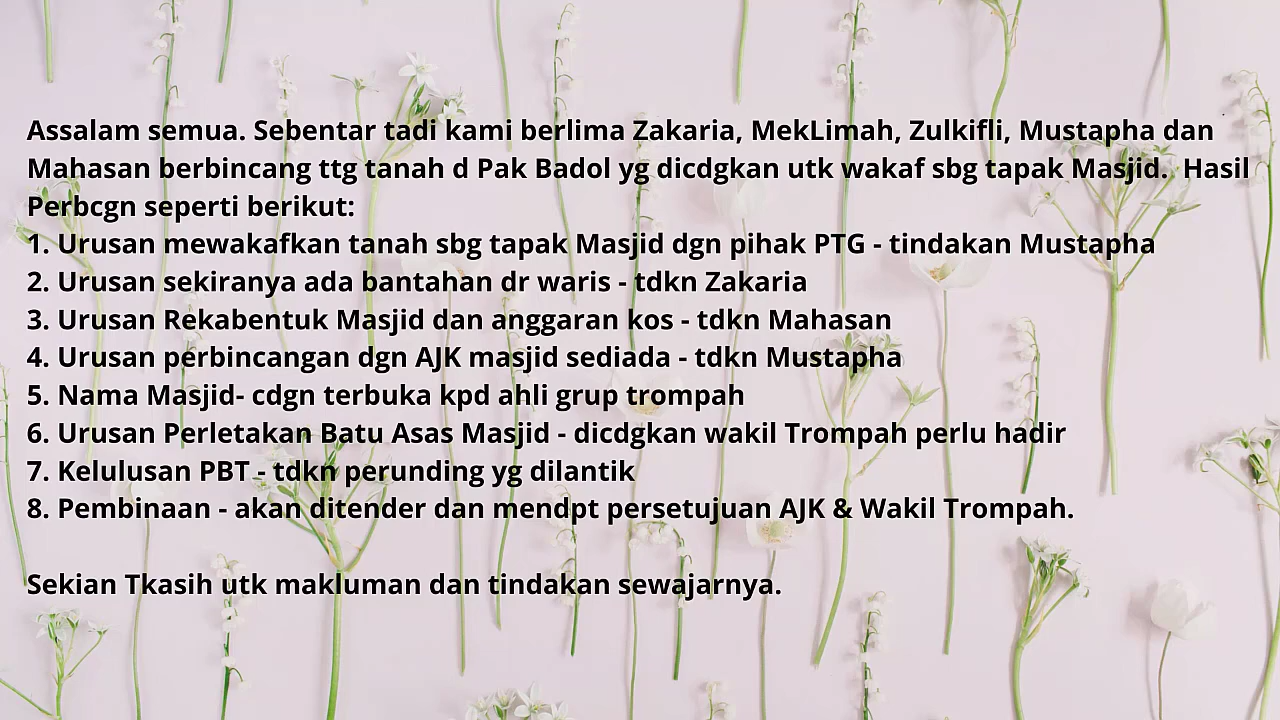 Assalam semua. Sebentar tadi kami berlima Zakaria, MekLimah, Zulkifli, Mustapha dan
Mahasan berbincang ttg tanah d Pak Badol yg dicdgkan utk wakaf sbg tapak Masjid.  Hasil
Perbcgn seperti berikut:
1. Urusan mewakafkan tanah sbg tapak Masjid dgn pihak PTG - tindakan Mustapha
2. Urusan sekiranya ada bantahan dr waris - tdkn Zakaria
3. Urusan Rekabentuk Masjid dan anggaran kos - tdkn Mahasan
4. Urusan perbincangan dgn AJK masjid sediada - tdkn Mustapha
5. Nama Masjid- cdgn terbuka kpd ahli grup trompah
6. Urusan Perletakan Batu Asas Masjid - dicdgkan wakil Trompah perlu hadir
7. Kelulusan PBT - tdkn perunding yg dilantik
8. Pembinaan - akan ditender dan mendpt persetujuan AJK & Wakil Trompah.
Sekian Tkasih utk makluman dan tindakan sewajarnya.